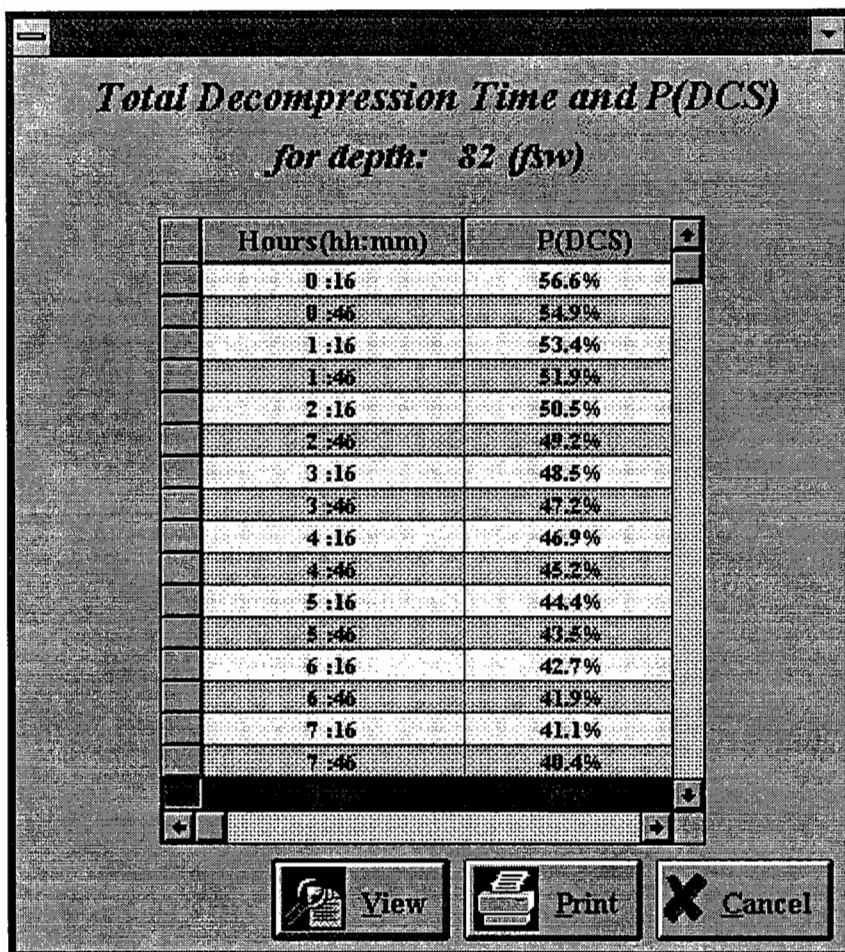 Total Decompression Time and P(DCS)
for depth: 82 (fsw)
Hours(hh:mm) P(DCS)
0 :16 56.6%
0 :46 54.9%
1 :16 53.4%
1 :46 51.9%
2 :16 50.5%
2 :46 49.2%
3 :16 48.5%
3 :46 47.2%
4 :16 46.9%
4 :46 45.2%
5 :16 44.4%
5 :46 43.5%
6 :16 42.7%
6 :46 41.9%
7 :16 41.1%
7 :46 40.4%
View Print Cancel